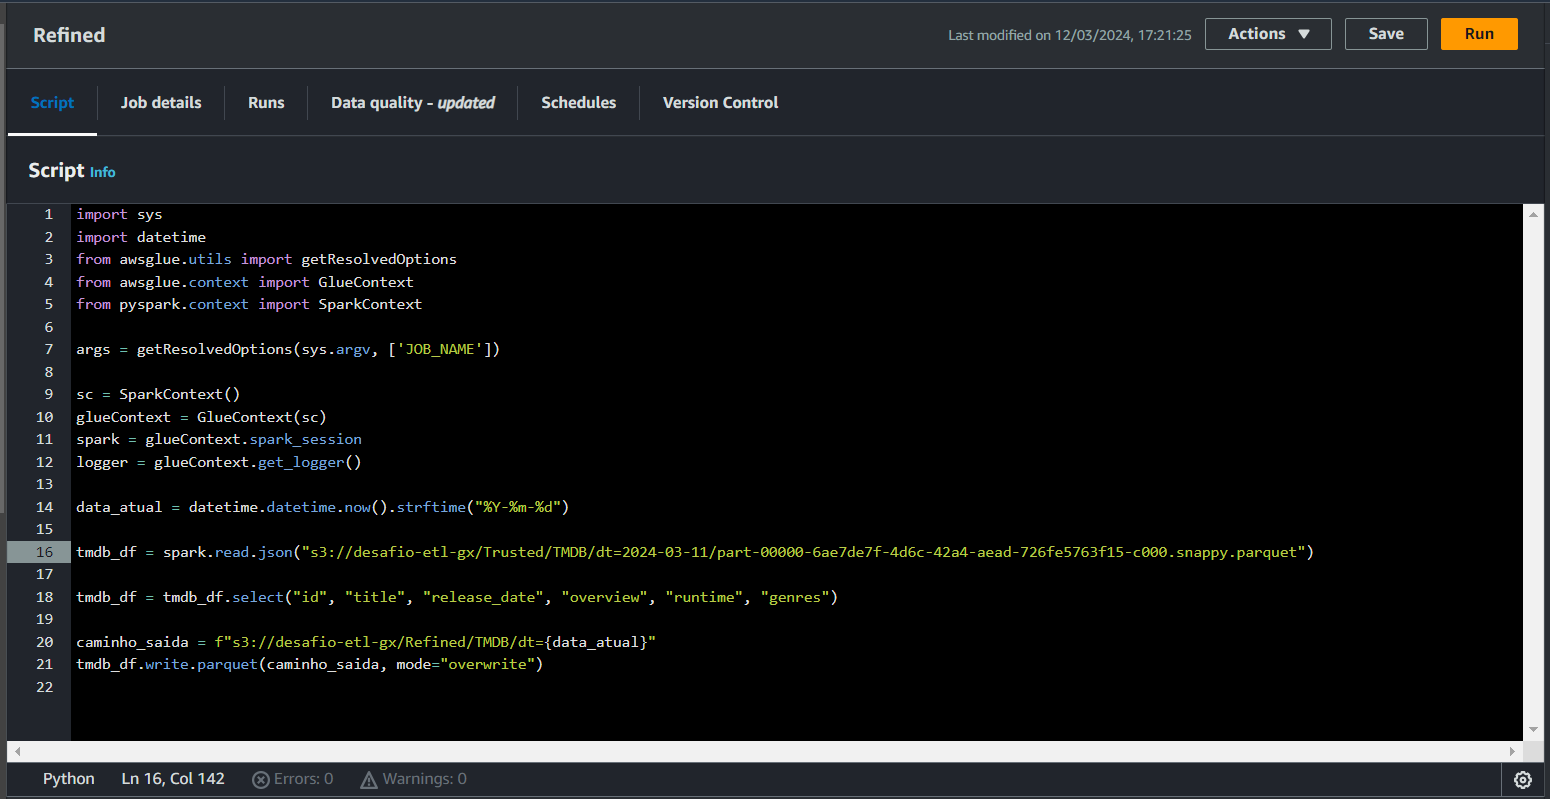 Refined
Last modified on 12/03/2024, 17:21:25
Actions
Save
Run
Script
Job details
Runs
Data quality - updated
Schedules
Version Control
Script Info
1 import sys
2 import datetime
3 from awsglue.utils import getResolvedOptions
4 from awsglue.context import GlueContext
5 from pyspark.context import SparkContext
6
7 args = getResolvedOptions(sys.argv, ['JOB_NAME'])
8
9 sc = SparkContext()
10 glueContext = GlueContext(sc)
11 spark = glueContext.spark_session
12 logger = glueContext.get_logger()
13
14 data_atual = datetime.datetime.now().strftime("%Y-%m-%d")
15
16 tmdb_df = spark.read.json("s3://desafio-etl-gx/Trusted/TMDB/dt=2024-03-11/part-00000-6ae7de7f-4d6c-42a4-aead-726fe5763f15-c000.snappy.parquet")
17
18 tmdb_df = tmdb_df.select("id", "title", "release_date", "overview", "runtime", "genres")
19
20 caminho_saida = f"s3://desafio-etl-gx/Refined/TMDB/dt={data_atual}"
21 tmdb_df.write.parquet(caminho_saida, mode="overwrite")
22
Python
Ln 16, Col 142
Errors: 0
Warnings: 0